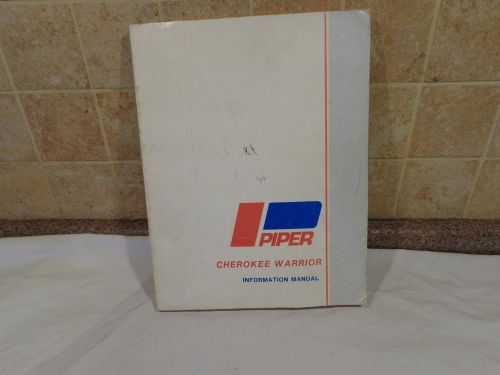 PIPER
CHEROKEE WARRIOR
INFORMATION MANUAL